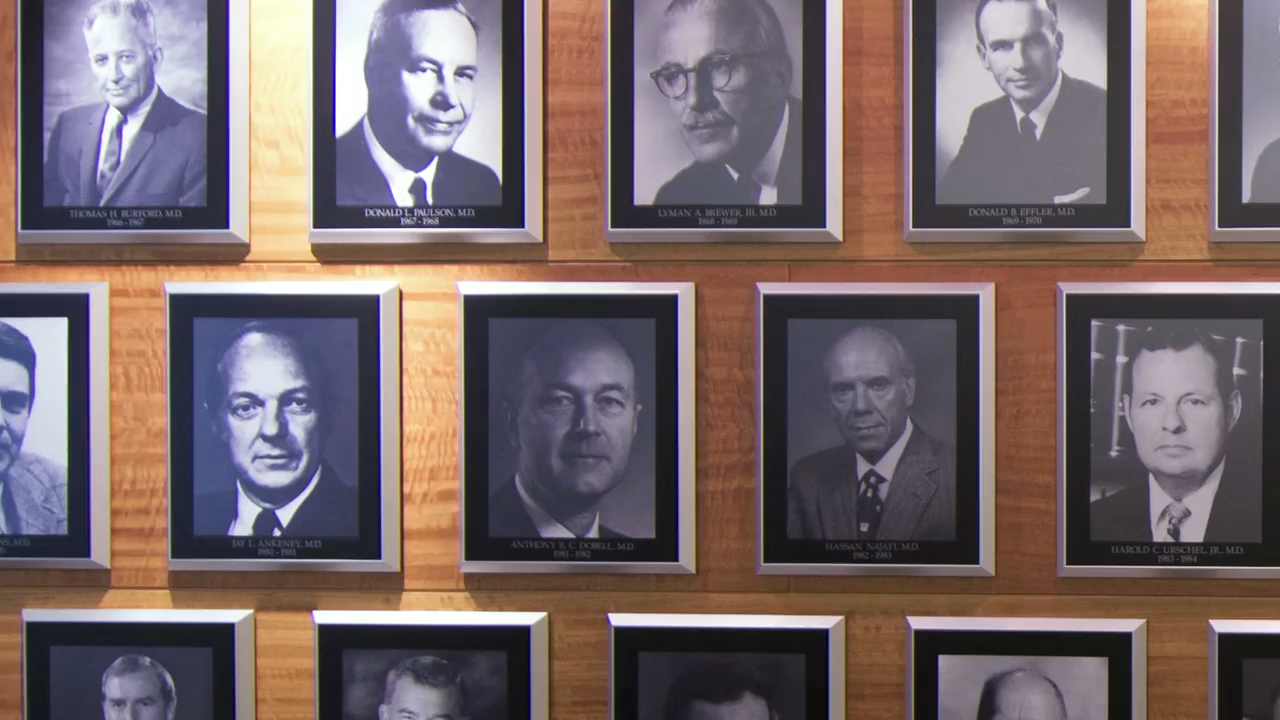 THOMAS H. BURFORD, M.D.
1966 - 1967
DONALD L. PAULSON, M.D.
1967 - 1968
LYMAN A. BREWER, III, M.D.
1968 - 1969
DONALD B. EFFLER, M.D.
1969 - 1970
M.D.
JAY L. ANKENEY, M.D.
1980 - 1981
ANTHONY R. C. DOBELL, M.D.
1981 - 1982
HASSAN NAJAFI, M.D.
1982 - 1983
HAROLD C. URSCHEL, JR., M.D.
1983 - 1984